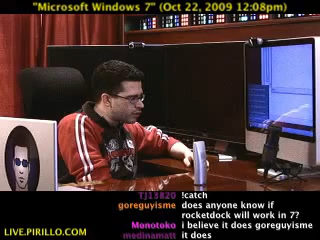 "Microsoft Windows 7" (Oct 22, 2009 12:08pm)
TJ13820 !catch
goreguyisme does anyone know if
rocketdock will work in 7?
Monotoko i believe it does goreguyisme
medinamatt it does
LIVE.PIRILLO.COM